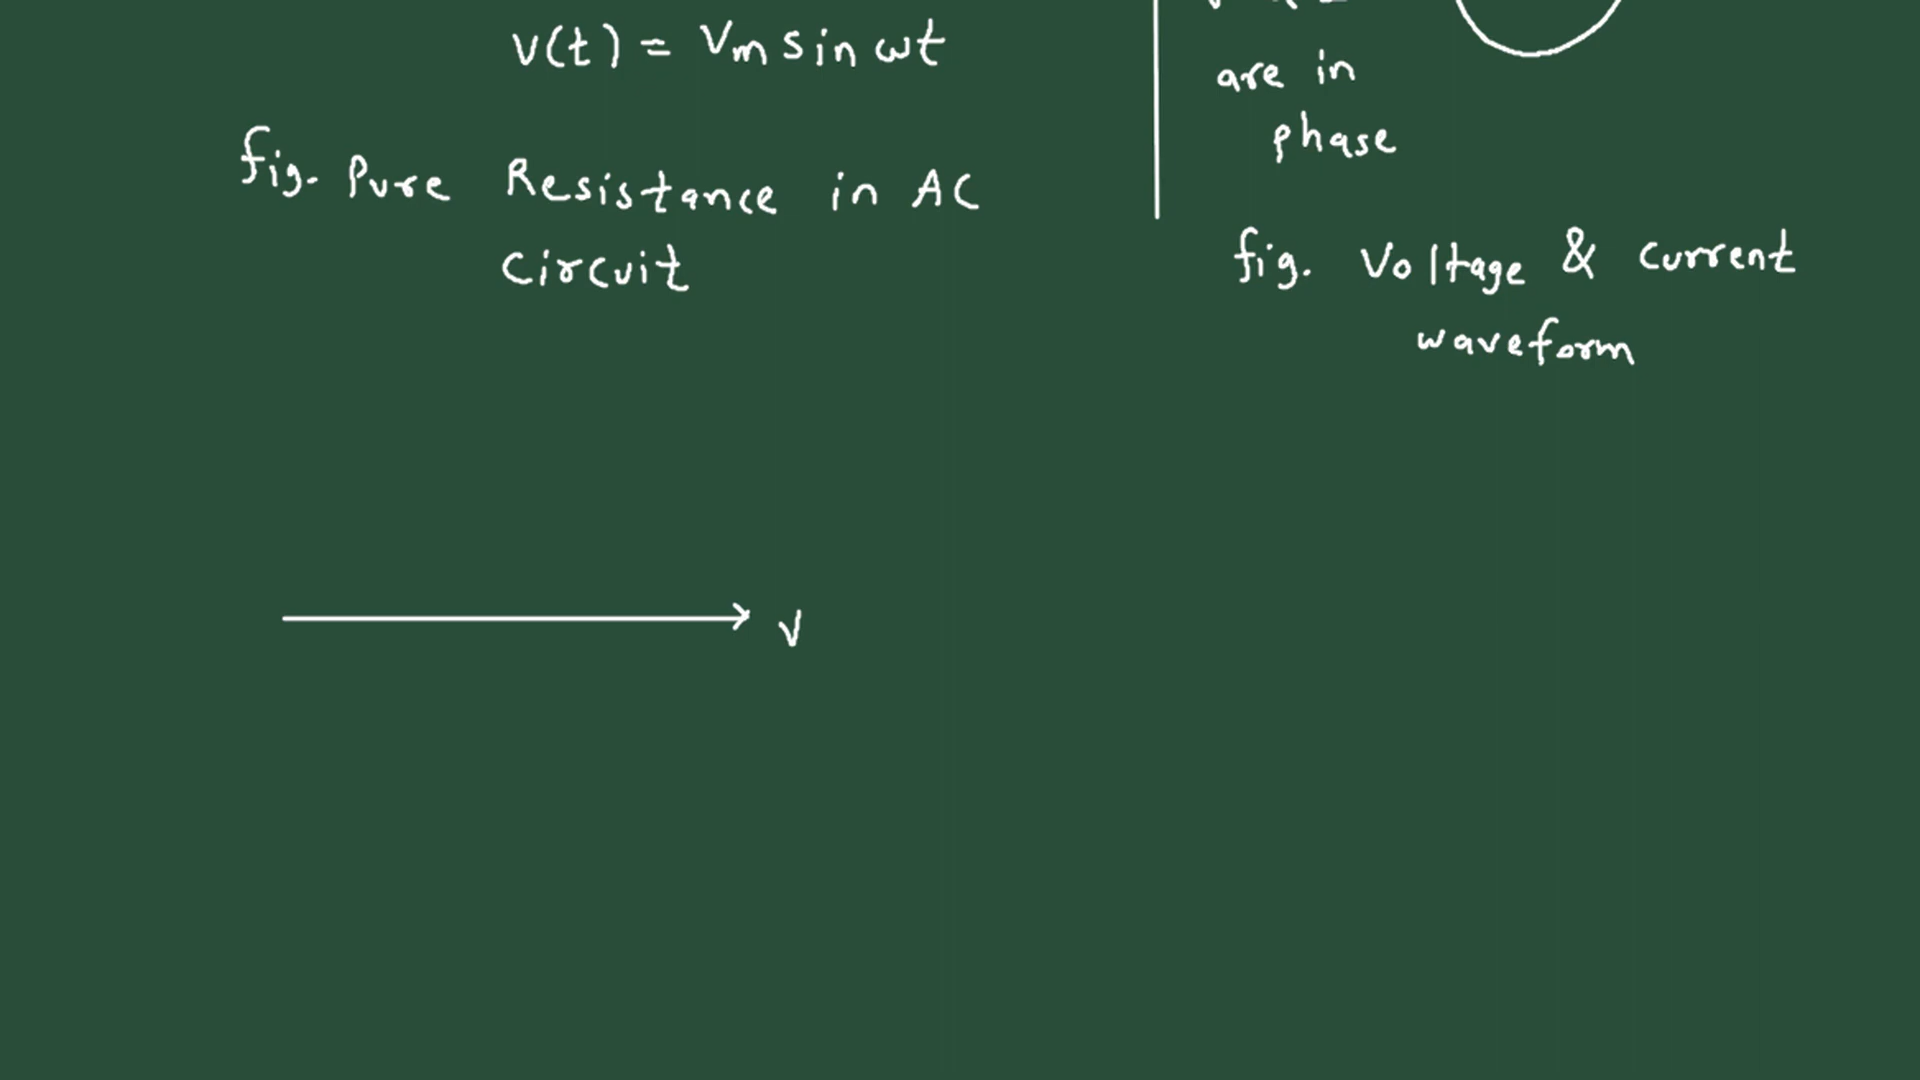 v(t) = Vm sin ωt
fig. Pure Resistance in AC
Circuit
are in
phase
fig. Voltage & current
waveform
V